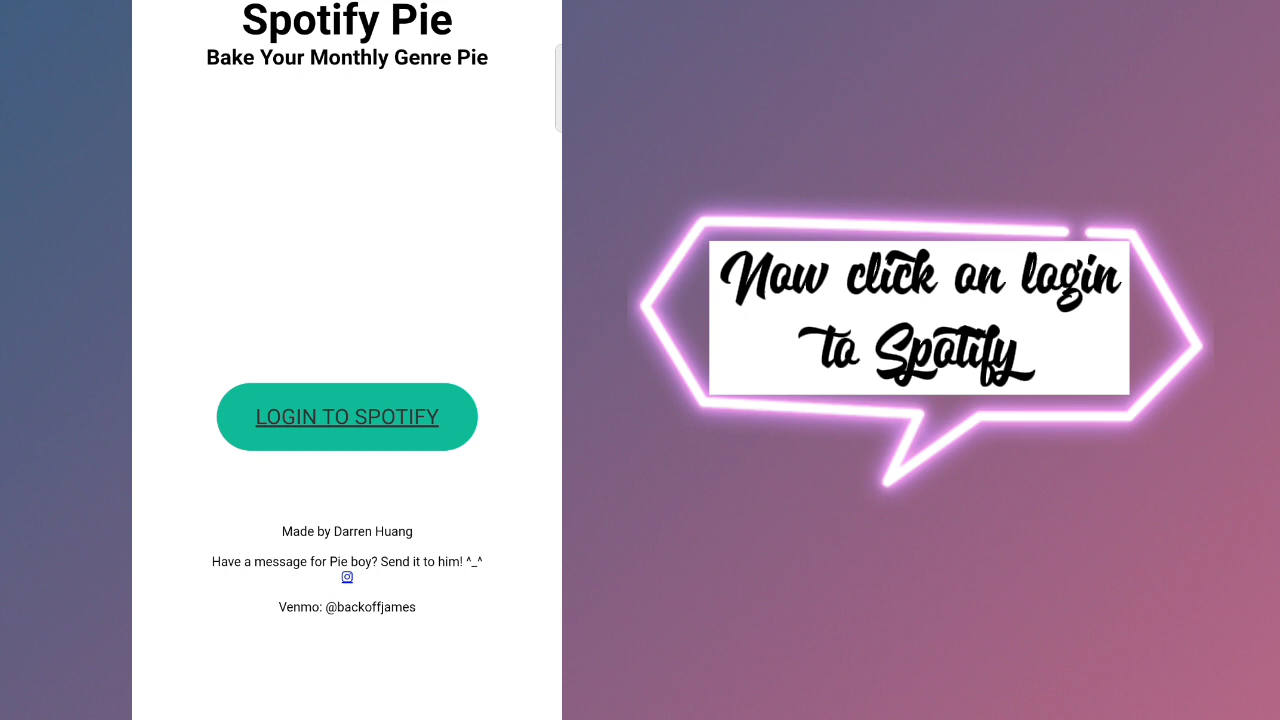 Spotify Pie
Bake Your Monthly Genre Pie
LOGIN TO SPOTIFY
Made by Darren Huang
Have a message for Pie boy? Send it to him! ^_^
Venmo: @backoffjames
Now click on login
to Spotify